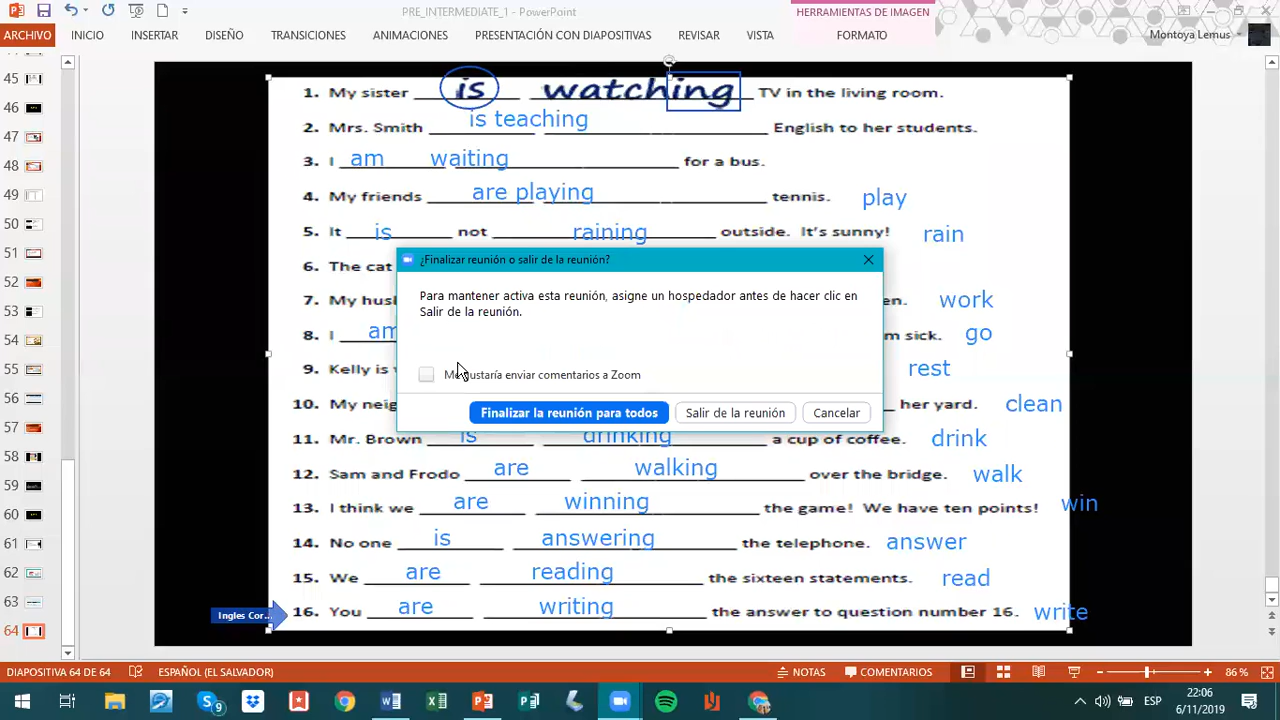 PRE_INTERMEDIATE_1 - PowerPoint
HERRAMIENTAS DE IMAGEN
ARCHIVO INICIO INSERTAR DISEÑO TRANSICIONES ANIMACIONES PRESENTACIÓN CON DIAPOSITIVAS REVISAR VISTA FORMATO Montoya Lemus
45
46
47
48
49
50
51
52
53
54
55
56
57
58
59
60
61
62
63
64
1. My sister is watching TV in the living room.
2. Mrs. Smith is teaching English to her students.
3. I am waiting for a bus.
4. My friends are playing tennis. play
5. It is not raining outside. It's sunny! rain
6. The cat
¿Finalizar reunión o salir de la reunión?
Para mantener activa esta reunión, asigne un hospedador antes de hacer clic en
Salir de la reunión.
Me gustaría enviar comentarios a Zoom
Finalizar la reunión para todos Salir de la reunión Cancelar
7. My hus en. work
8. I am m sick. go
9. Kelly is rest
10. My neig her yard. clean
11. Mr. Brown is drinking a cup of coffee. drink
12. Sam and Frodo are walking over the bridge. walk
13. I think we are winning the game! We have ten points! win
14. No one is answering the telephone. answer
15. We are reading the sixteen statements. read
16. You are writing the answer to question number 16. write
Ingles Cor...
DIAPOSITIVA 64 DE 64 ESPAÑOL (EL SALVADOR) NOTAS COMENTARIOS 86 %
9
ESP
22:06
6/11/2019